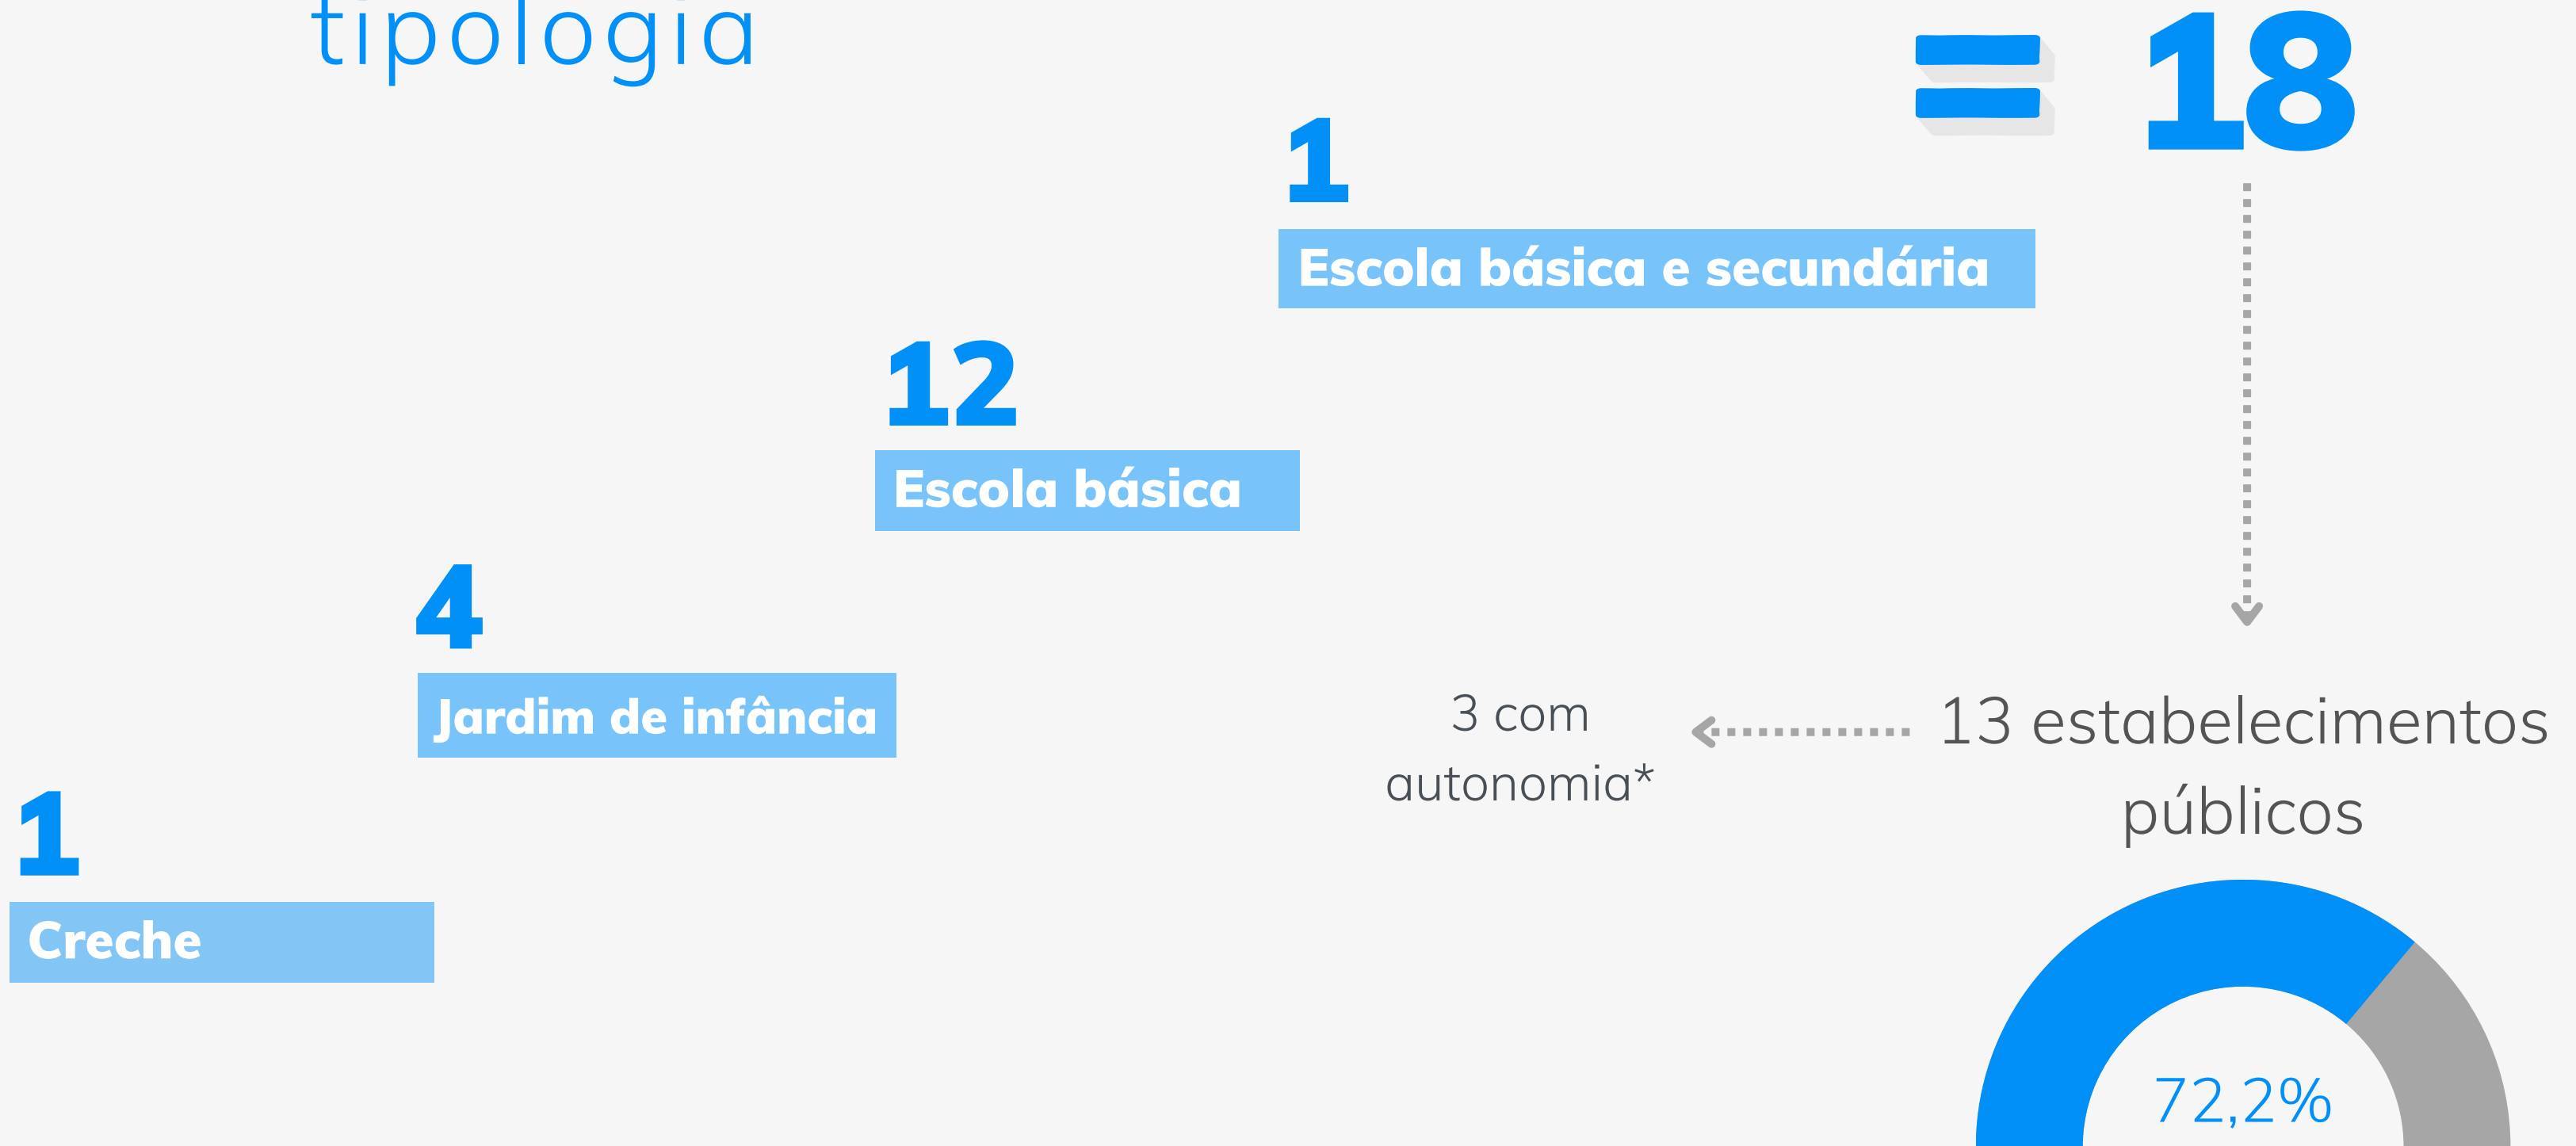 tipologia
= 18
1
Escola básica e secundária
12
Escola básica
4
Jardim de infância
1
Creche
3 com
autonomia*
13 estabelecimentos
públicos
72,2%